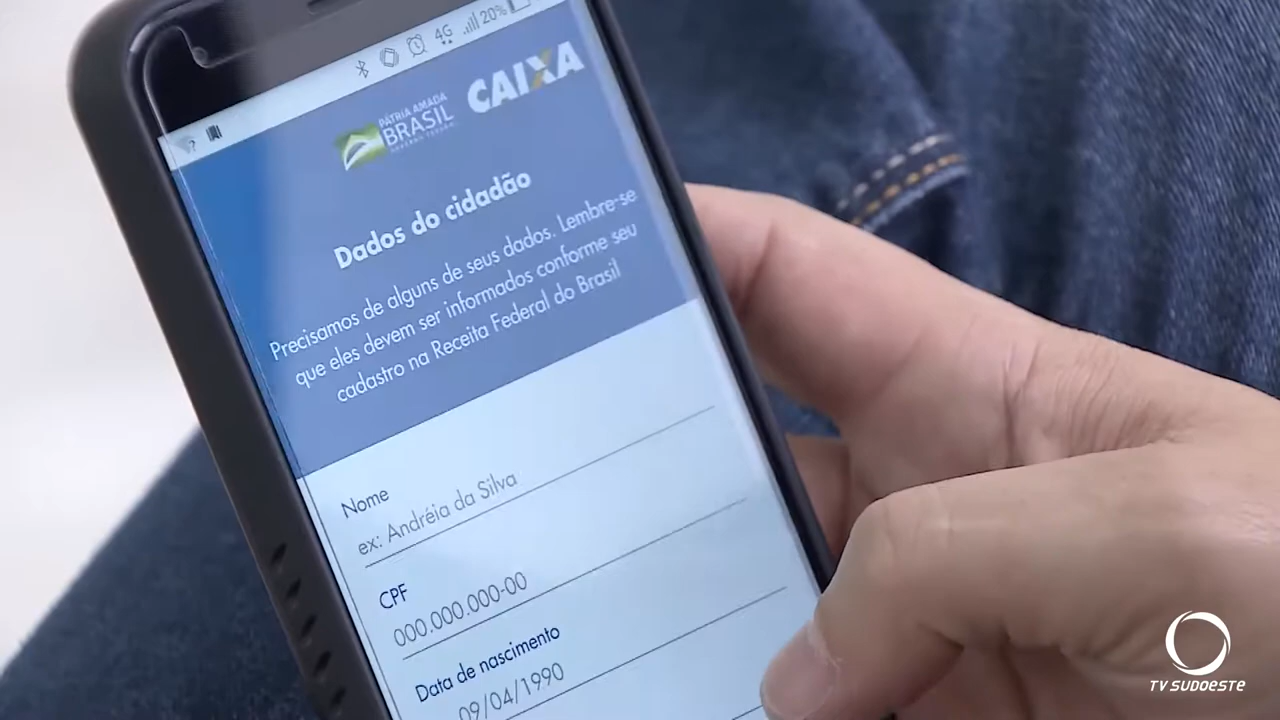 4G 20%
PÁTRIA AMADA
BRASIL
GOVERNO FEDERAL
CAIXA
Dados do cidadão
Precisamos de alguns de seus dados. Lembre-se
que eles devem ser informados conforme seu
cadastro na Receita Federal do Brasil
Nome
ex: Andréia da Silva
CPF
000.000.000-00
Data de nascimento
09/04/1990
TV SUDOESTE